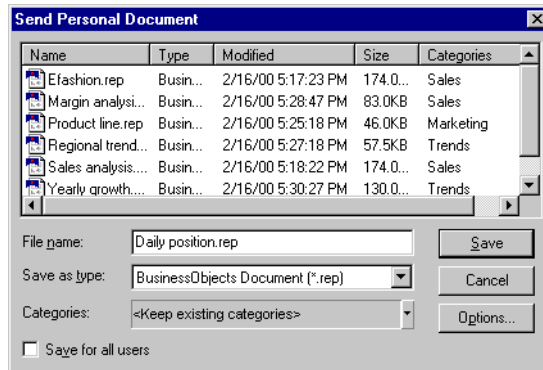 Send Personal Document
Name Type Modified Size Categories
Efashion.rep Busin... 2/16/00 5:17:23 PM 174.0... Sales
Margin analysi... Busin... 2/16/00 5:28:47 PM 83.0KB Sales
Product line.rep Busin... 2/16/00 5:25:18 PM 46.0KB Marketing
Regional trend... Busin... 2/16/00 5:27:18 PM 57.5KB Trends
Sales analysis.... Busin... 2/16/00 5:18:22 PM 174.0... Sales
Yearly growth.... Busin... 2/16/00 5:30:27 PM 130.0... Trends
File name: Daily position.rep Save
Save as type: BusinessObjects Document (*.rep) Cancel
Categories: <Keep existing categories> Options...
Save for all users